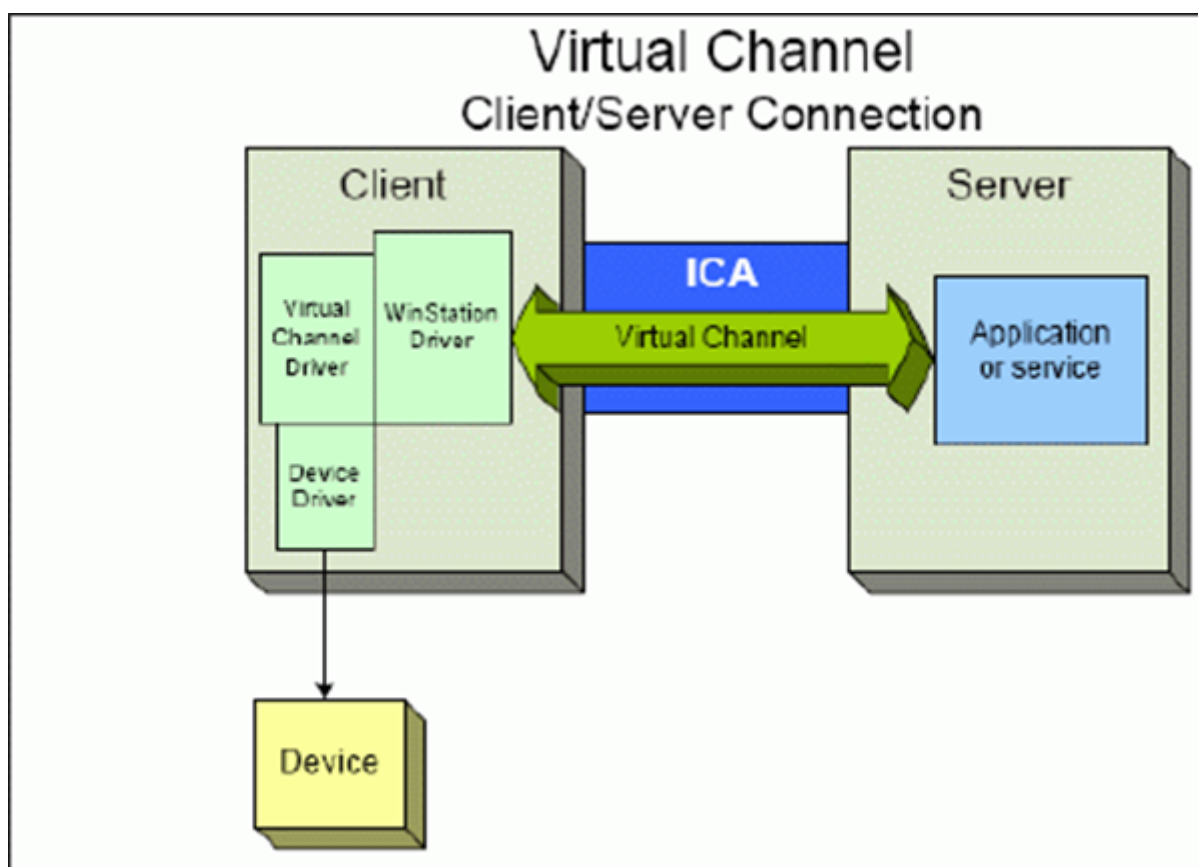 Virtual Channel
Client/Server Connection
Client
Server
ICA
Virtual
Channel
Driver
WinStation
Driver
Virtual Channel
Application
or service
Device
Driver
Device